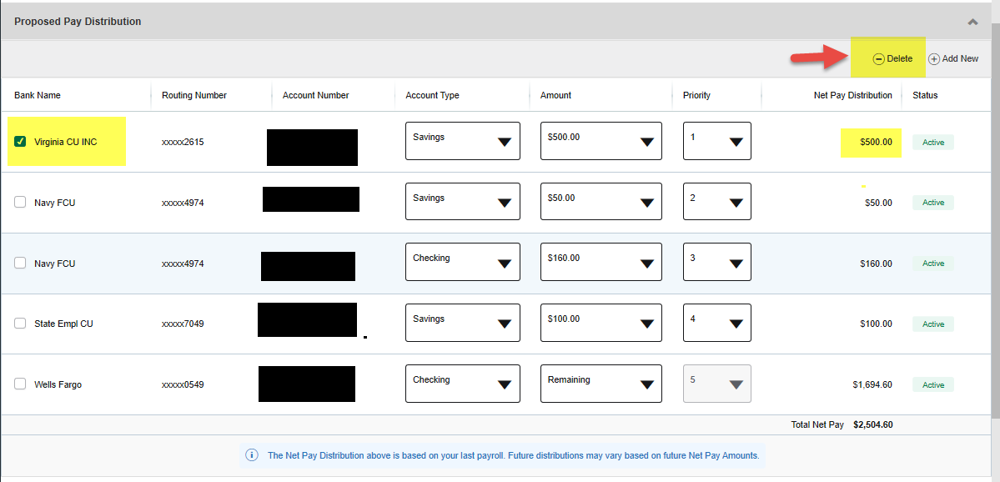 Proposed Pay Distribution
Delete Add New
Bank Name Routing Number Account Number Account Type Amount Priority Net Pay Distribution Status
Virginia CU INC xxxxx2615 Savings $500.00 1 $500.00 Active
Navy FCU xxxxx4974 Savings $50.00 2 $50.00 Active
Navy FCU xxxxx4974 Checking $160.00 3 $160.00 Active
State Empl CU xxxxx7049 Savings $100.00 4 $100.00 Active
Wells Fargo xxxxx0549 Checking Remaining 5 $1,694.60 Active
Total Net Pay $2,504.60
The Net Pay Distribution above is based on your last payroll. Future distributions may vary based on future Net Pay Amounts.